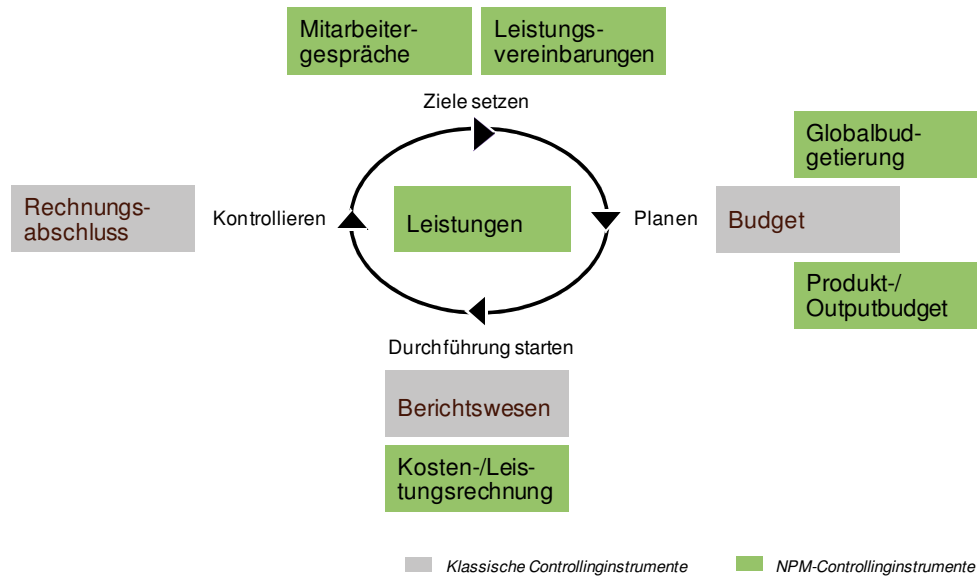 Mitarbeiter-
gespräche
Leistungs-
vereinbarungen
Ziele setzen
Globalbud-
getierung
Rechnungs-
abschluss
Kontrollieren
Leistungen
Planen
Budget
Produkt-/
Outputbudget
Durchführung starten
Berichtswesen
Kosten-/Leis-
tungsrechnung
Klassische Controllinginstrumente
NPM-Controllinginstrumente